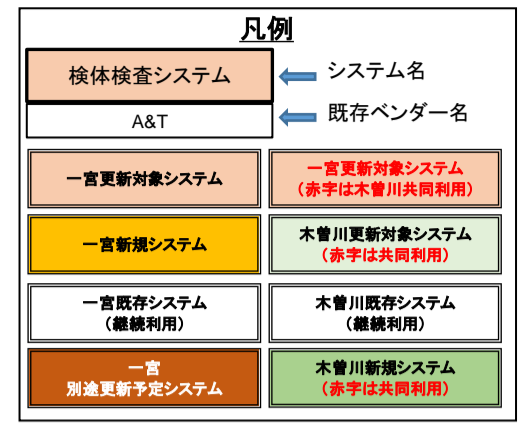 凡例
検体検査システム
システム名
A&T
既存ベンダー名
一宮更新対象システム
一宮更新対象システム
（赤字は木曽川共同利用）
一宮新規システム
木曽川更新対象システム
（赤字は共同利用）
一宮既存システム
（継続利用）
木曽川既存システム
（継続利用）
一宮
別途更新予定システム
木曽川新規システム
（赤字は共同利用）